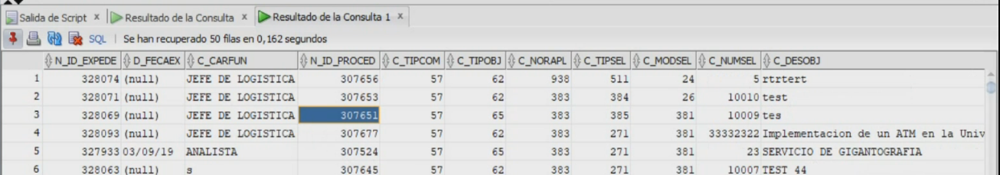 Salida de Script x Resultado de la Consulta x Resultado de la Consulta 1 x
SQL | Se han recuperado 50 filas en 0,162 segundos
N_ID_EXPEDE D_FECAEX C_CARFUN N_ID_PROCED C_TIPCOM C_TIPOBJ C_NORAPL C_TIPSEL C_MODSEL C_NUMSEL C_DESOBJ
1 328074 (null) JEFE DE LOGISTICA 307656 57 62 938 511 24 5 rtrtert
2 328071 (null) JEFE DE LOGISTICA 307653 57 62 383 384 26 10010 test
3 328069 (null) JEFE DE LOGISTICA 307651 57 65 383 385 381 10009 tes
4 328093 (null) JEFE DE LOGISTICA 307677 57 62 383 271 381 33332322 Implementacion de un ATM en la Univ
5 327933 03/09/19 ANALISTA 307524 57 65 383 271 381 23 SERVICIO DE GIGANTOGRAFIA
6 328063 (null) s 307645 57 62 383 271 381 10007 TEST 44